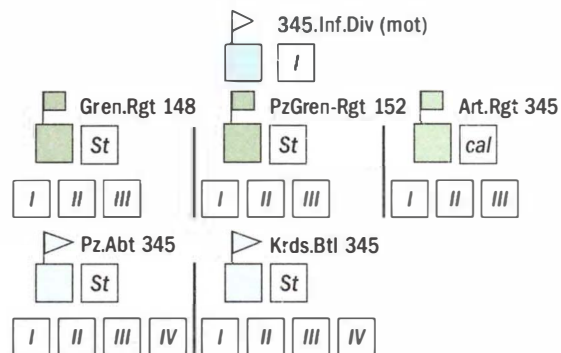 345.Inf.Div (mot)
I
Gren.Rgt 148 PzGren-Rgt 152 Art.Rgt 345
St St cal
I II III I II III I II III
Pz.Abt 345 Krds.Btl 345
St St
I II III IV I II III IV